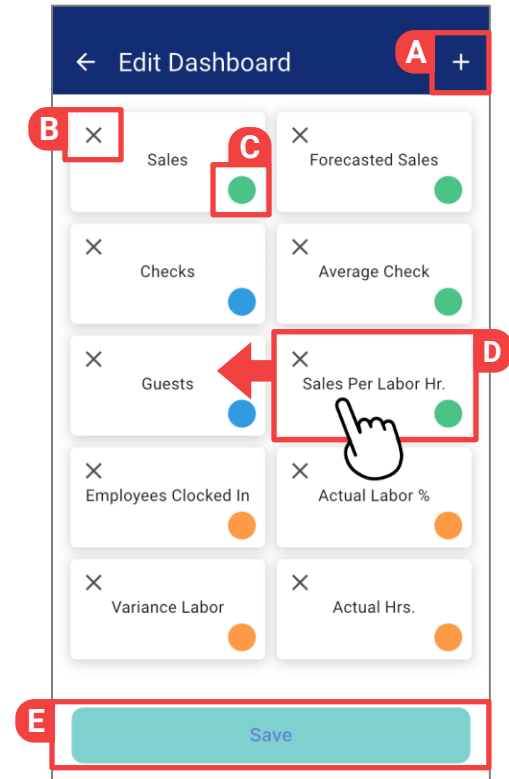 Edit Dashboard
A
+
B
Sales
C
Forecasted Sales
Checks
Average Check
Guests
Sales Per Labor Hr.
D
Employees Clocked In
Actual Labor %
Variance Labor
Actual Hrs.
E
Save